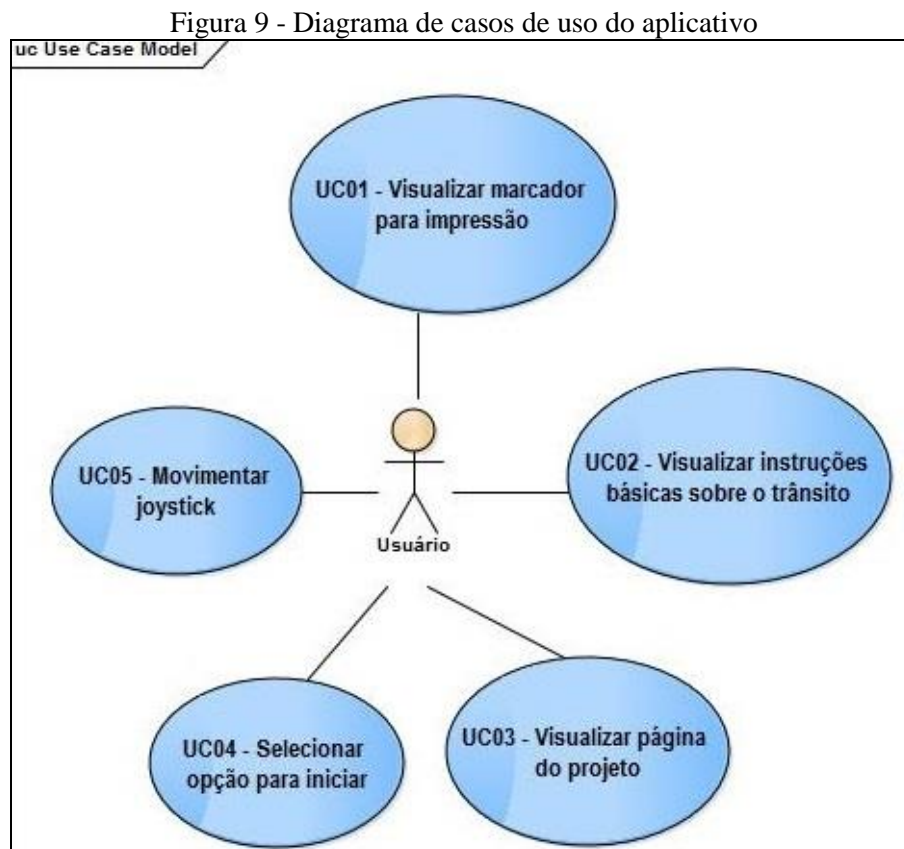 Figura 9 - Diagrama de casos de uso do aplicativo
uc Use Case Model
UC01 - Visualizar marcador
para impressão
UC05 - Movimentar
joystick
UC02 - Visualizar instruções
básicas sobre o trânsito
Usuário
UC04 - Selecionar
opção para iniciar
UC03 - Visualizar página
do projeto